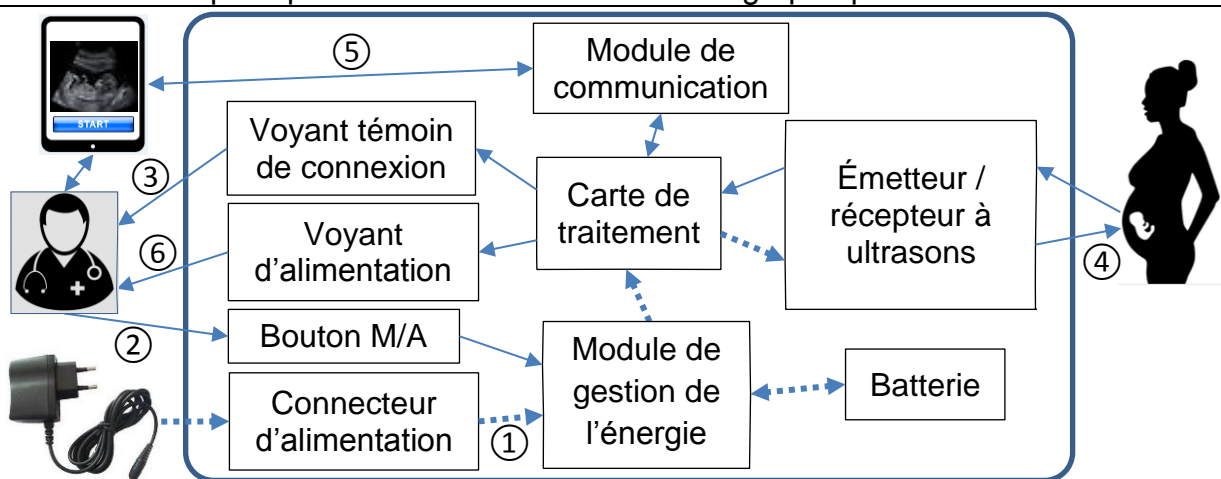 ⑤
Module de
communication
START
Voyant témoin
de connexion
③
Émetteur /
récepteur à
ultrasons
Carte de
traitement
Voyant
d’alimentation
⑥
④
②
Bouton M/A
Module de
gestion de
l’énergie
Batterie
Connecteur
d’alimentation
①